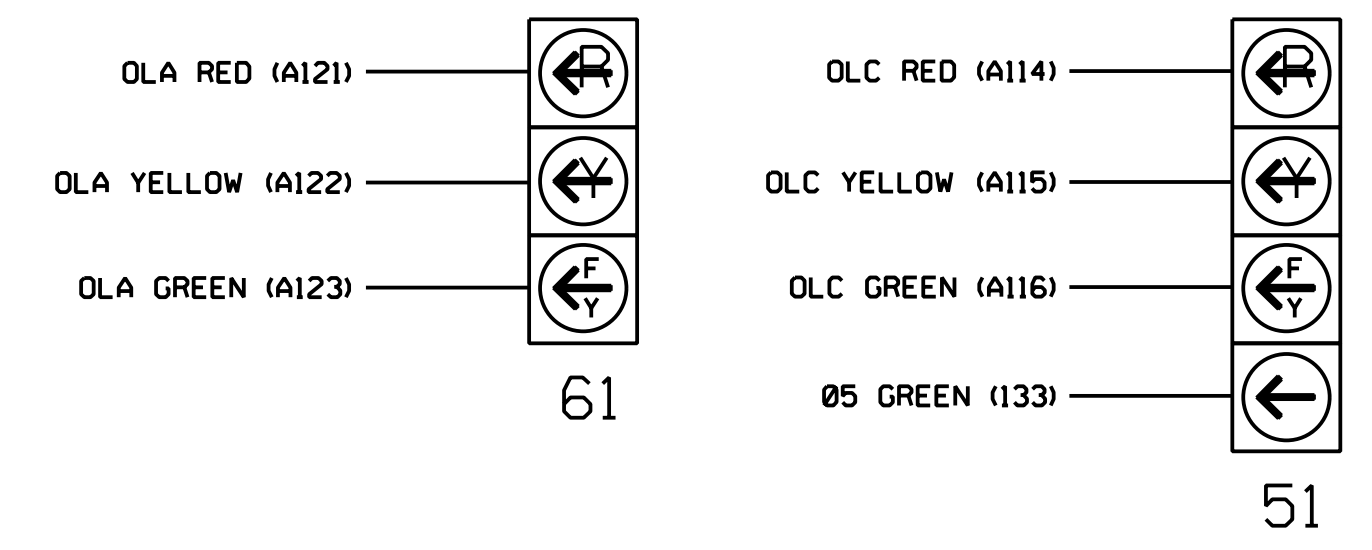 OLA RED (A121)
R
OLA YELLOW (A122)
Y
OLA GREEN (A123)
F
Y
61
OLC RED (A114)
R
OLC YELLOW (A115)
Y
OLC GREEN (A116)
F
Y
Ø5 GREEN (133)
51